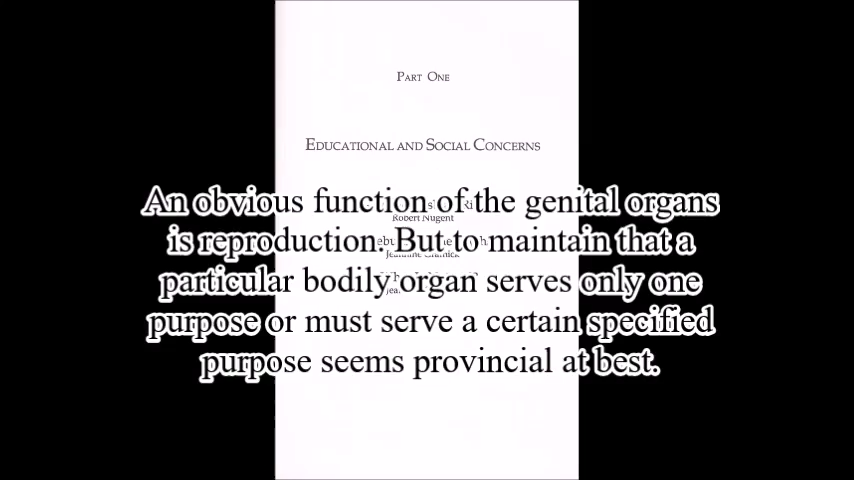 PART ONE
EDUCATIONAL AND SOCIAL CONCERNS
An obvious function of the genital organs
Robert Nugent
is reproduction. But to maintain that a
particular bodily organ serves only one
purpose or must serve a certain specified
purpose seems provincial at best.